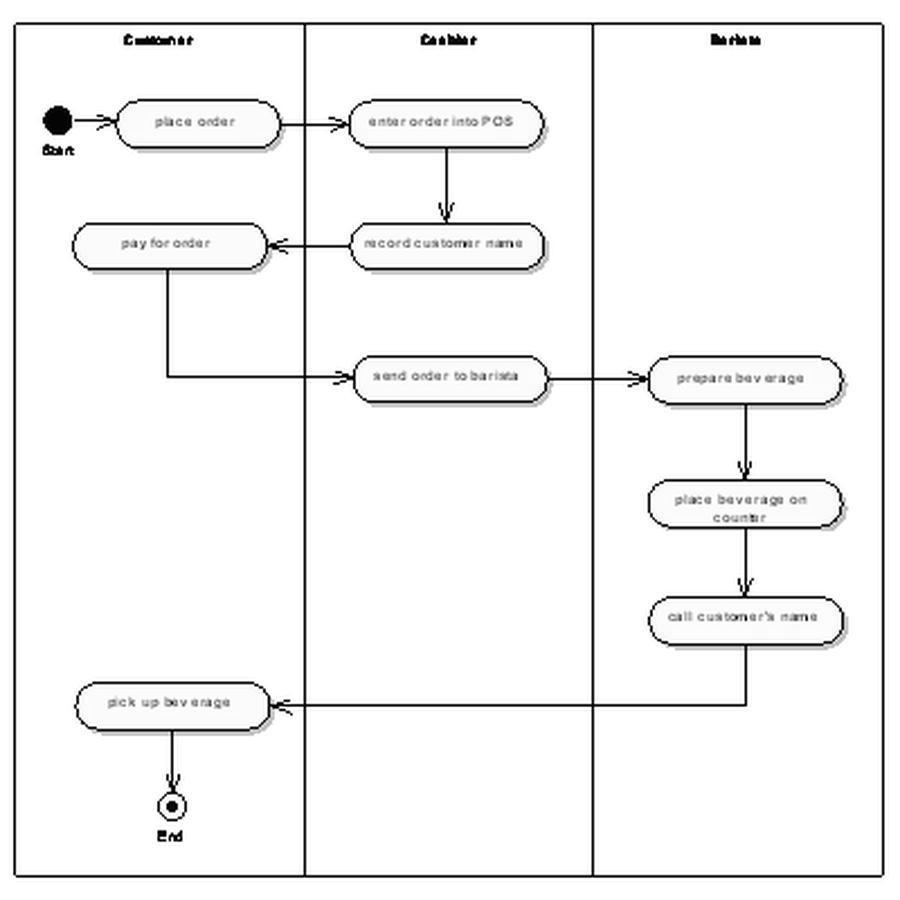 Customer
Cashier
Barista
place order
enter order into POS
Start
pay for order
record customer name
send order to barista
prepare beverage
place beverage on
counter
call customer's name
pick up beverage
End